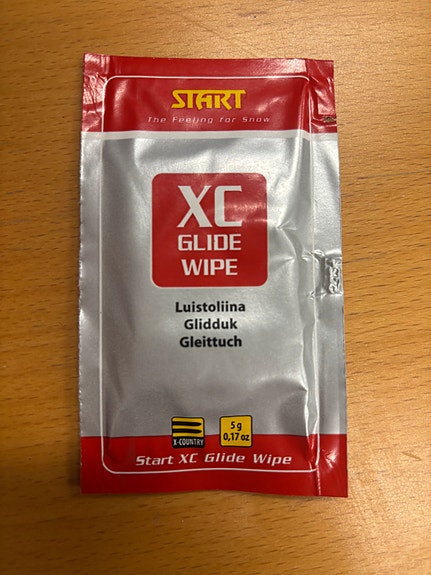 START
the Feeling for Snow
XC
GLIDE
WIPE
Luistoliina
Glidduk
Gleittuch
X-COUNTRY
5 g
0,17 oz
Start XC Glide Wipe